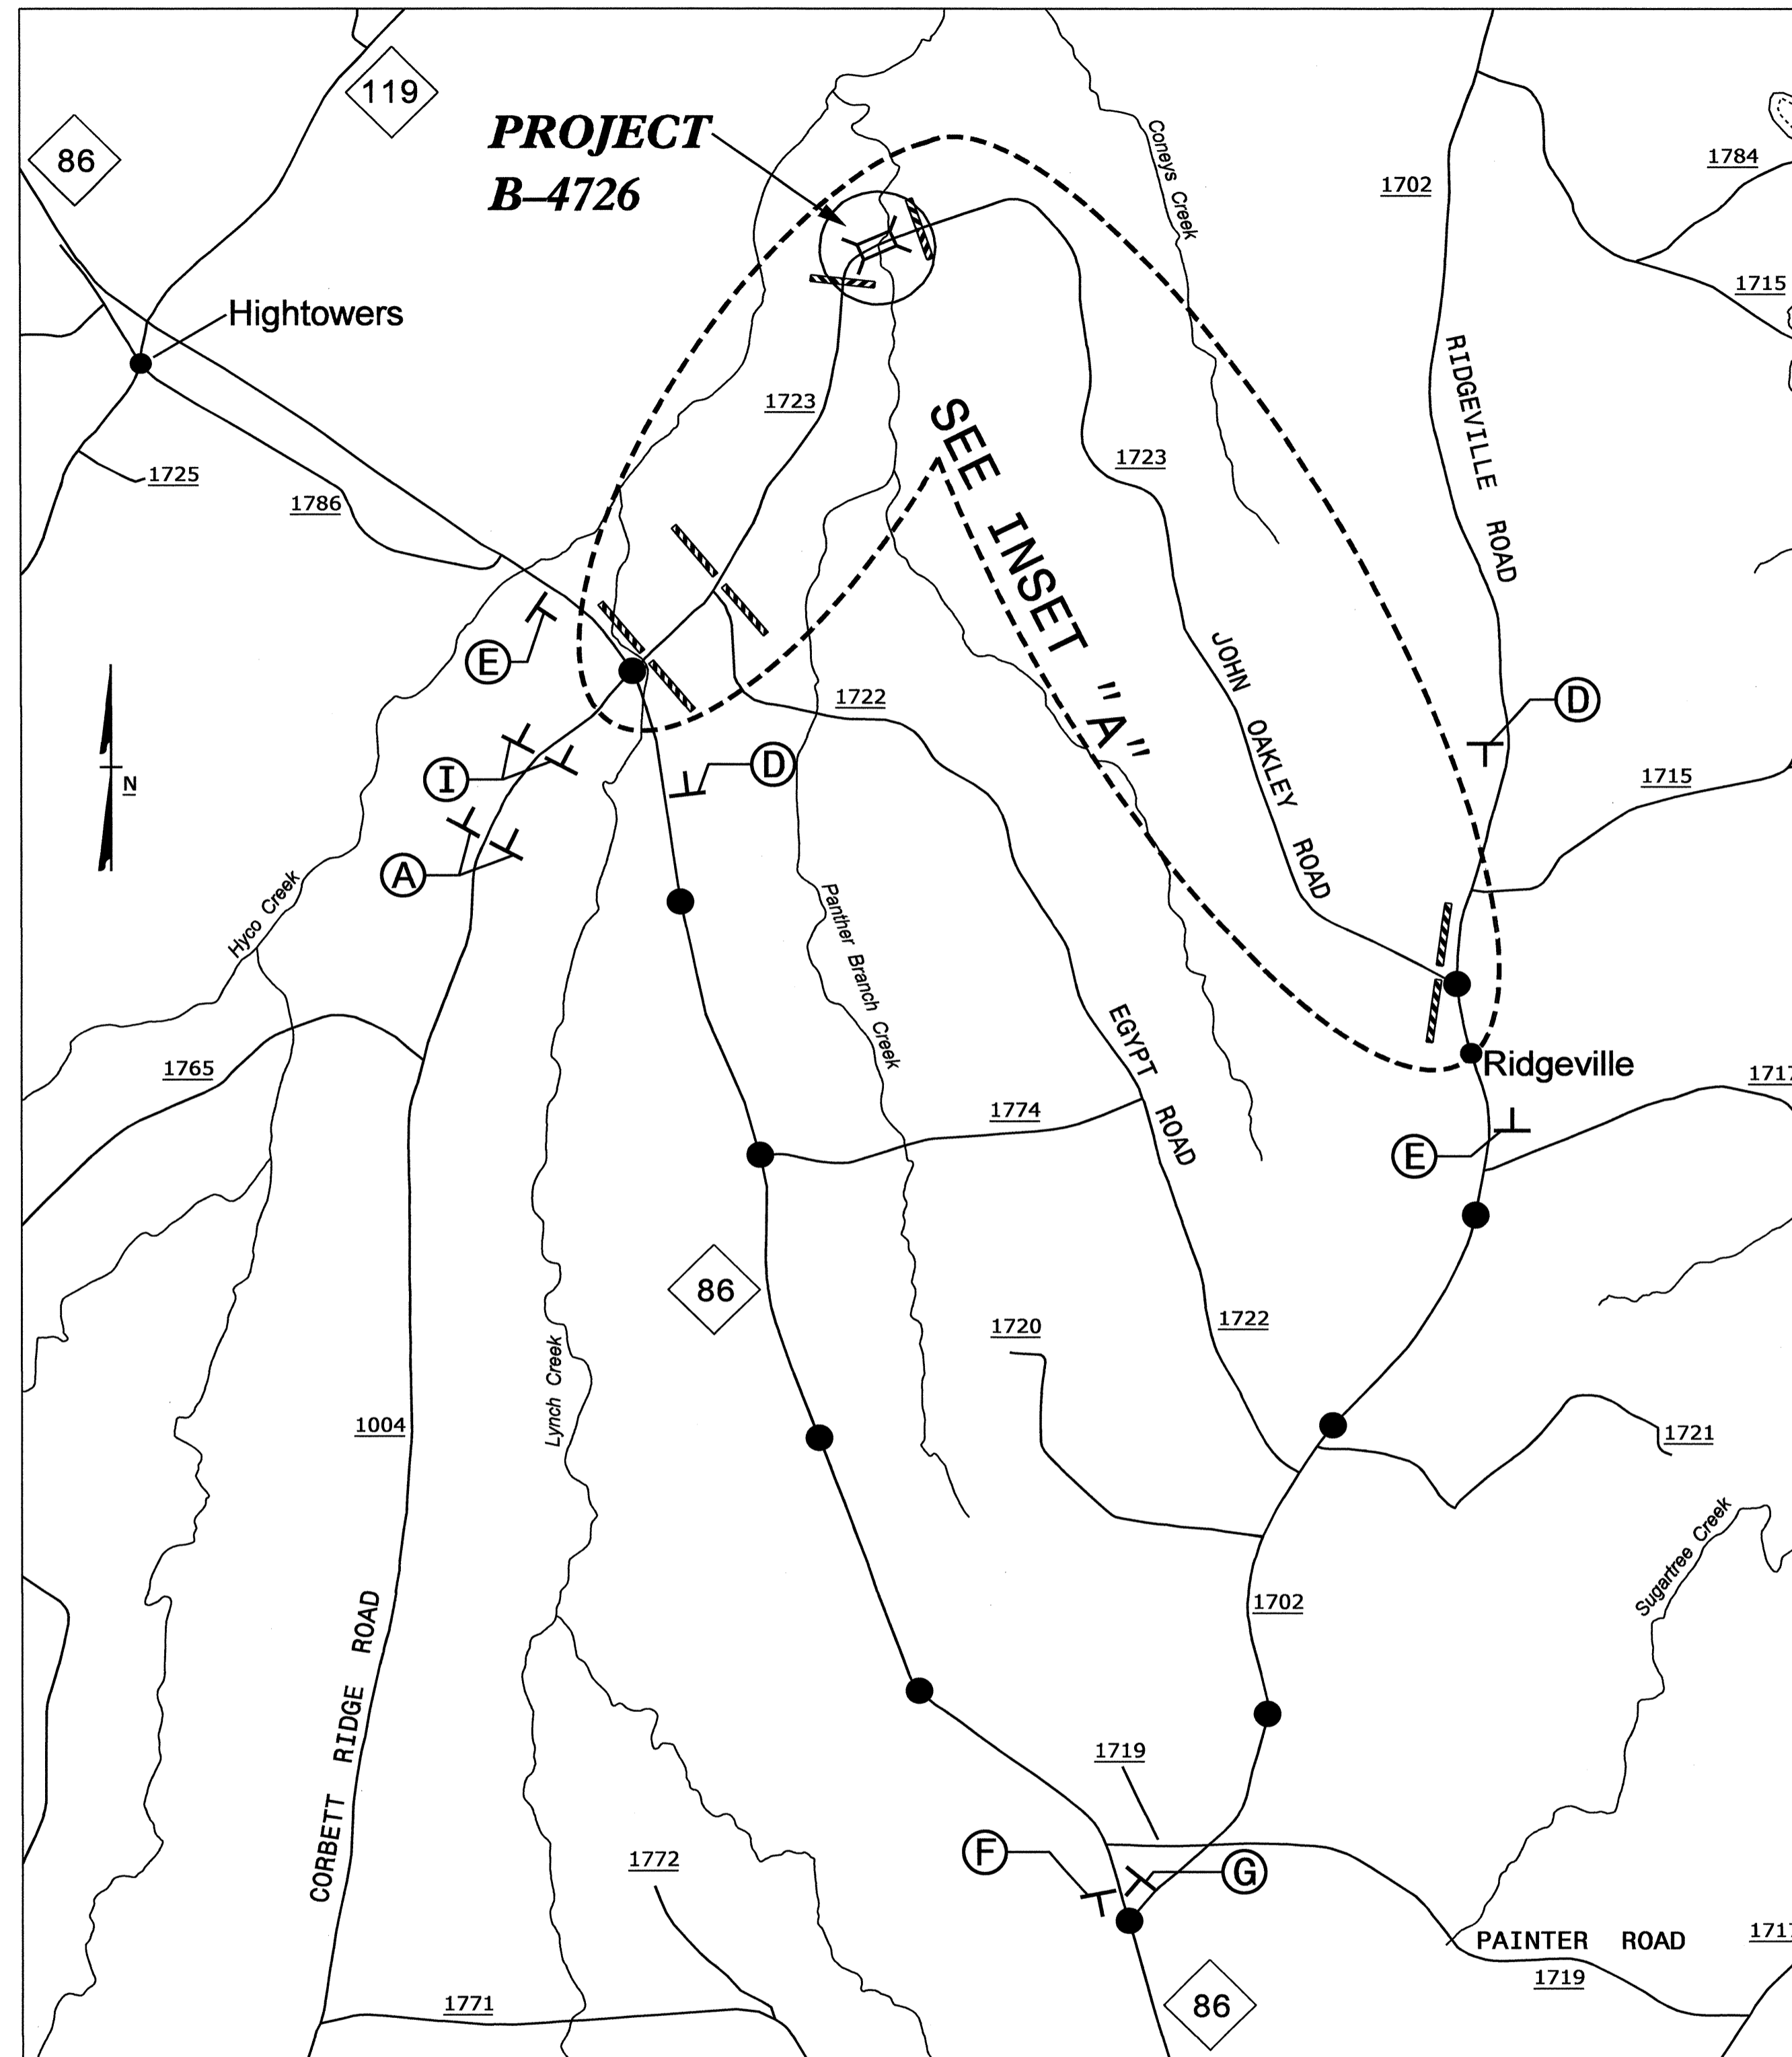 119
86
PROJECT
B–4726
Coneys Creek
1784
1702
1715
Hightowers
RIDGEVILLE ROAD
1723
SEE INSET "A"
1723
1725
1786
E
1722
JOHN OAKLEY ROAD
D
D
I
1715
N
A
Hyco Creek
Panther Branch Creek
EGYPT ROAD
Ridgeville
1765
1717
1774
E
86
1720
1722
Lynch Creek
1004
1721
Sugartree Creek
1702
CORBETT RIDGE ROAD
1719
F
G
1772
PAINTER ROAD
1719
1771
86